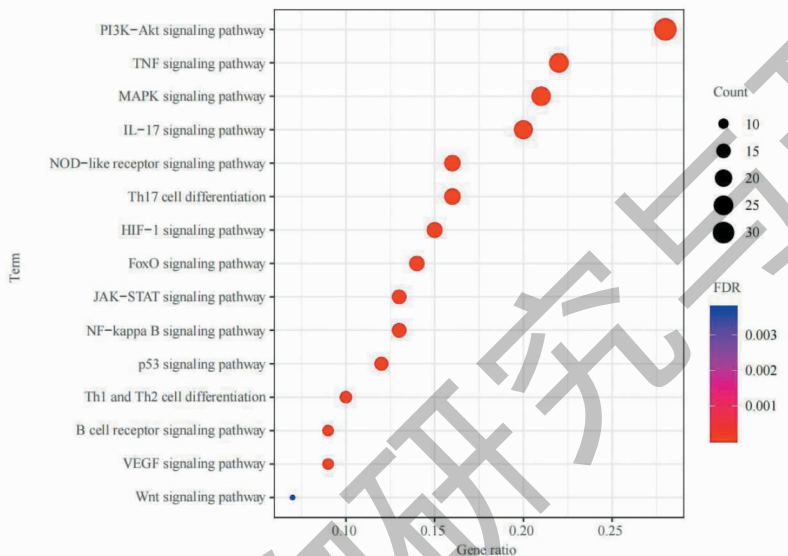 PI3K−Akt signaling pathway
TNF signaling pathway
MAPK signaling pathway
IL−17 signaling pathway
NOD−like receptor signaling pathway
Th17 cell differentiation
HIF−1 signaling pathway
FoxO signaling pathway
JAK−STAT signaling pathway
NF−kappa B signaling pathway
p53 signaling pathway
Th1 and Th2 cell differentiation
B cell receptor signaling pathway
VEGF signaling pathway
Wnt signaling pathway
Term
0.10 0.15 0.20 0.25
Gene ratio
Count
10
15
20
25
30
FDR
0.003
0.002
0.001
研究与